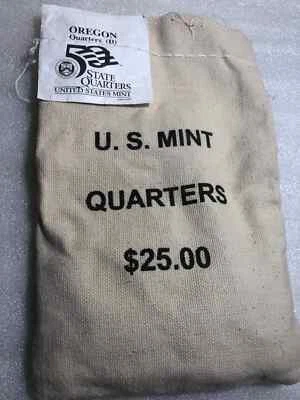 OREGON
Quarters (D)
50
STATE
QUARTERS
UNITED STATES MINT
U. S. MINT
QUARTERS
$25.00